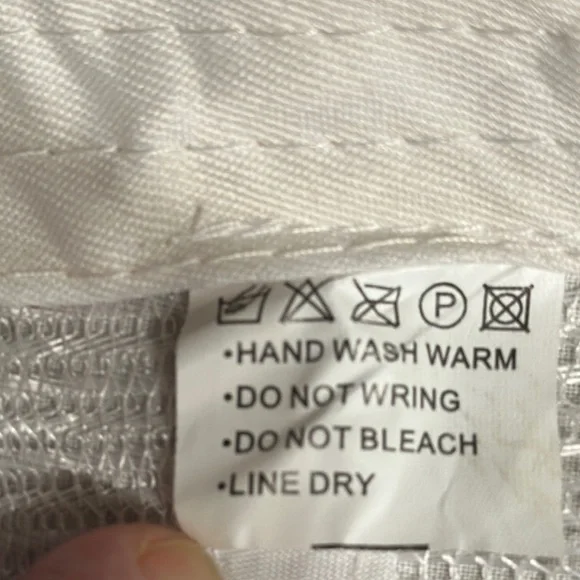 P
•HAND WASH WARM
•DO NOT WRING
•DO NOT BLEACH
•LINE DRY